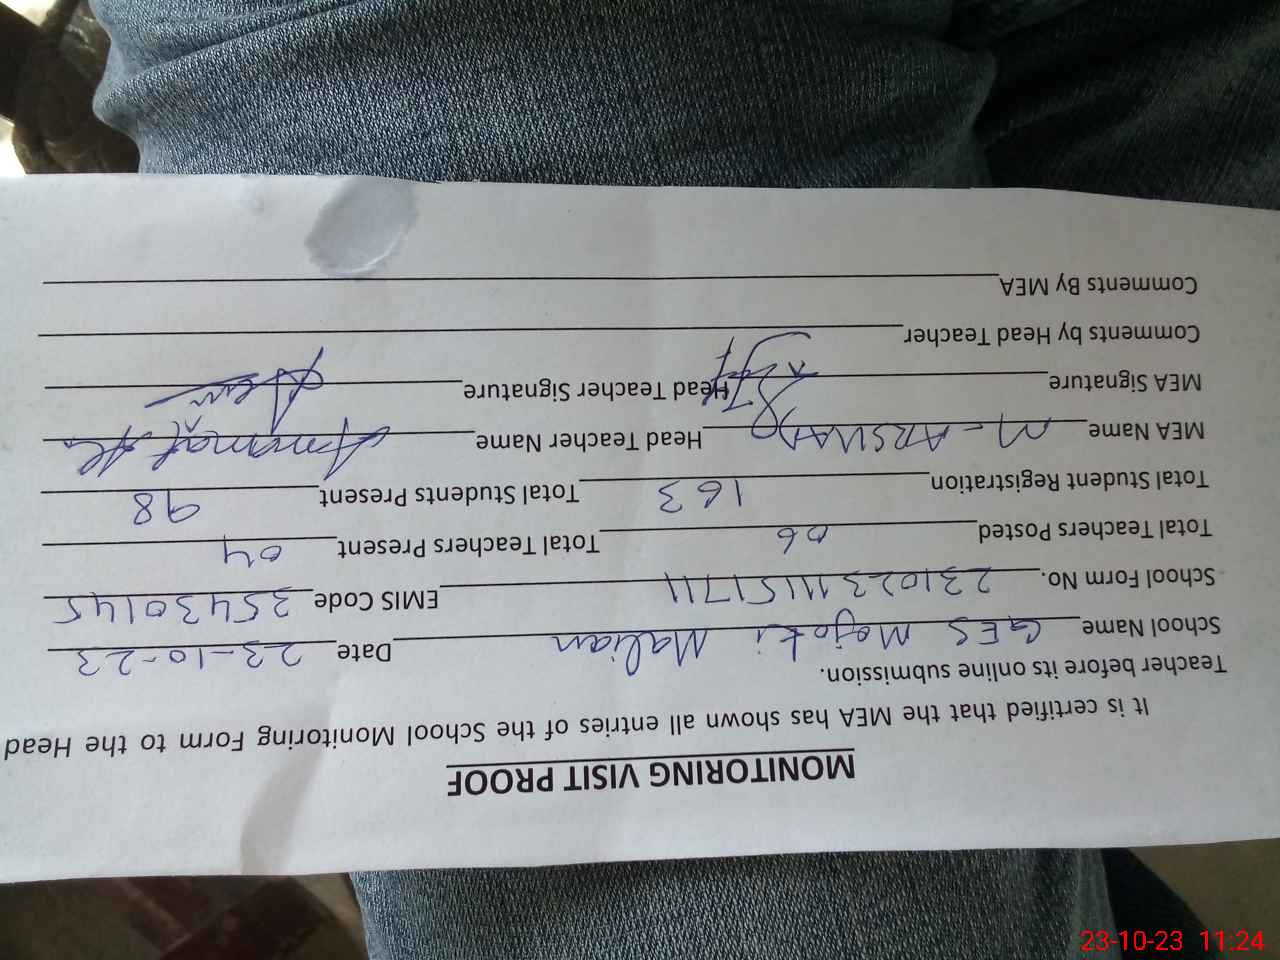 MONITORING VISIT PROOF
It is certified that the MEA has shown all entries of the School Monitoring Form to the Head
Teacher before its online submission.
School Name GES Mojoki Malian Date 23-10-23
School Form No. 23102311151711 EMIS Code 35430145
Total Teachers Posted 06 Total Teachers Present 04
Total Student Registration 163 Total Students Present 98
MEA Name M-ARSHAD Head Teacher Name Amamat Ali
MEA Signature Head Teacher Signature
Comments by Head Teacher
Comments By MEA
23-10-23 11:24